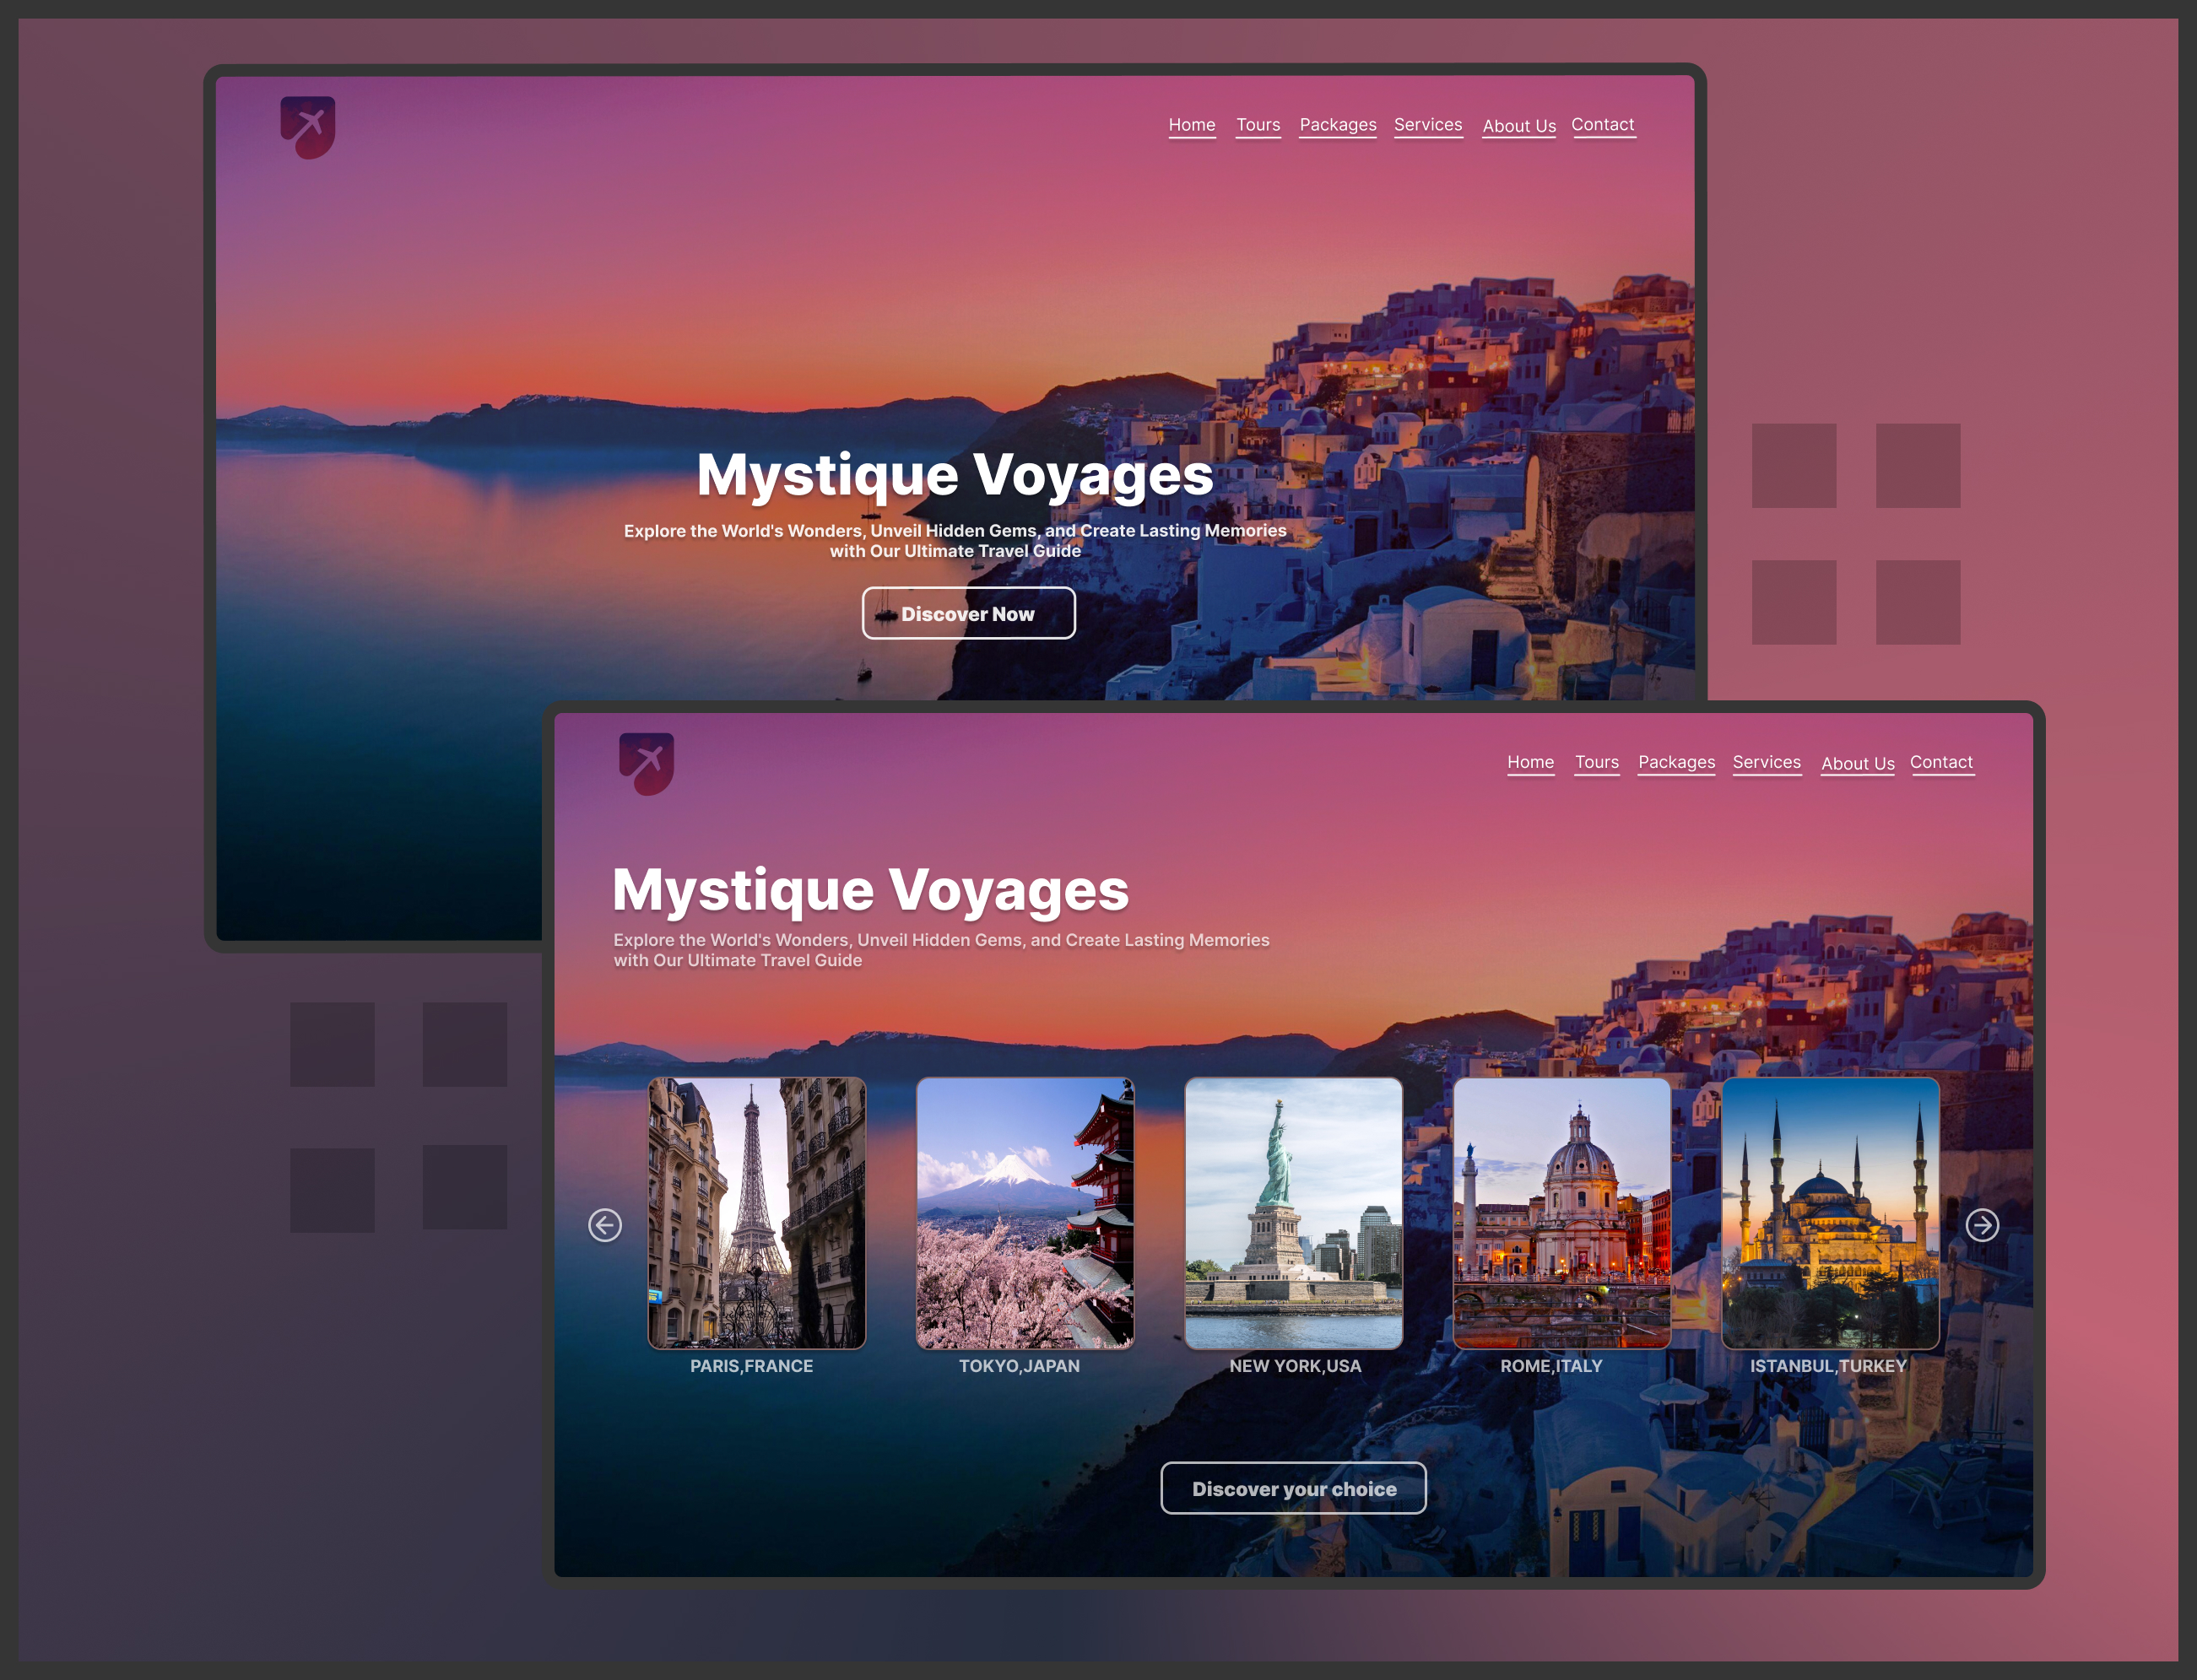 Home Tours Packages Services About Us Contact
Mystique Voyages
Explore the World's Wonders, Unveil Hidden Gems, and Create Lasting Memories
with Our Ultimate Travel Guide
Discover Now
Home Tours Packages Services About Us Contact
Mystique Voyages
Explore the World's Wonders, Unveil Hidden Gems, and Create Lasting Memories
with Our Ultimate Travel Guide
PARIS,FRANCE TOKYO,JAPAN NEW YORK,USA ROME,ITALY ISTANBUL,TURKEY
Discover your choice